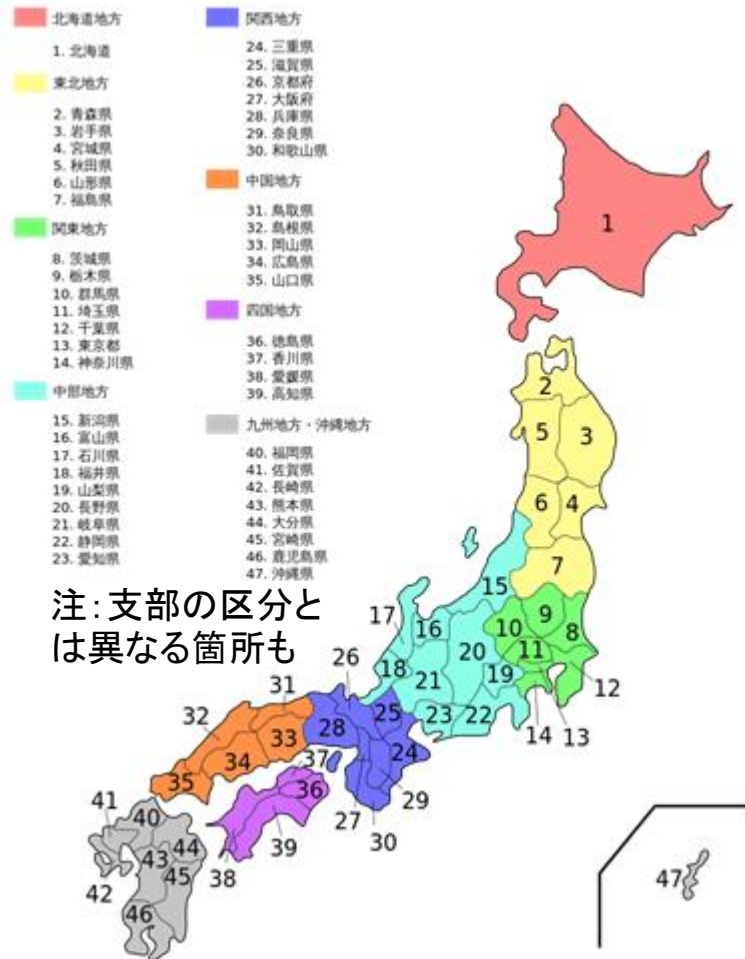 北海道地方
1. 北海道
東北地方
2. 青森県
3. 岩手県
4. 宮城県
5. 秋田県
6. 山形県
7. 福島県
関東地方
8. 茨城県
9. 栃木県
10. 群馬県
11. 埼玉県
12. 千葉県
13. 東京都
14. 神奈川県
中部地方
15. 新潟県
16. 富山県
17. 石川県
18. 福井県
19. 山梨県
20. 長野県
21. 岐阜県
22. 静岡県
23. 愛知県
関西地方
24. 三重県
25. 滋賀県
26. 京都府
27. 大阪府
28. 兵庫県
29. 奈良県
30. 和歌山県
中国地方
31. 鳥取県
32. 島根県
33. 岡山県
34. 広島県
35. 山口県
四国地方
36. 徳島県
37. 香川県
38. 愛媛県
39. 高知県
九州地方・沖縄地方
40. 福岡県
41. 佐賀県
42. 長崎県
43. 熊本県
44. 大分県
45. 宮崎県
46. 鹿児島県
47. 沖縄県
注：支部の区分と
は異なる箇所も
1
2
5
3
6
4
7
15
17
16
10
9
8
11
20
19
18
21
26
12
31
25
23
22
14
13
32
28
33
24
34
37
35
36
29
41
40
27
30
44
39
43
42
45
38
47
46